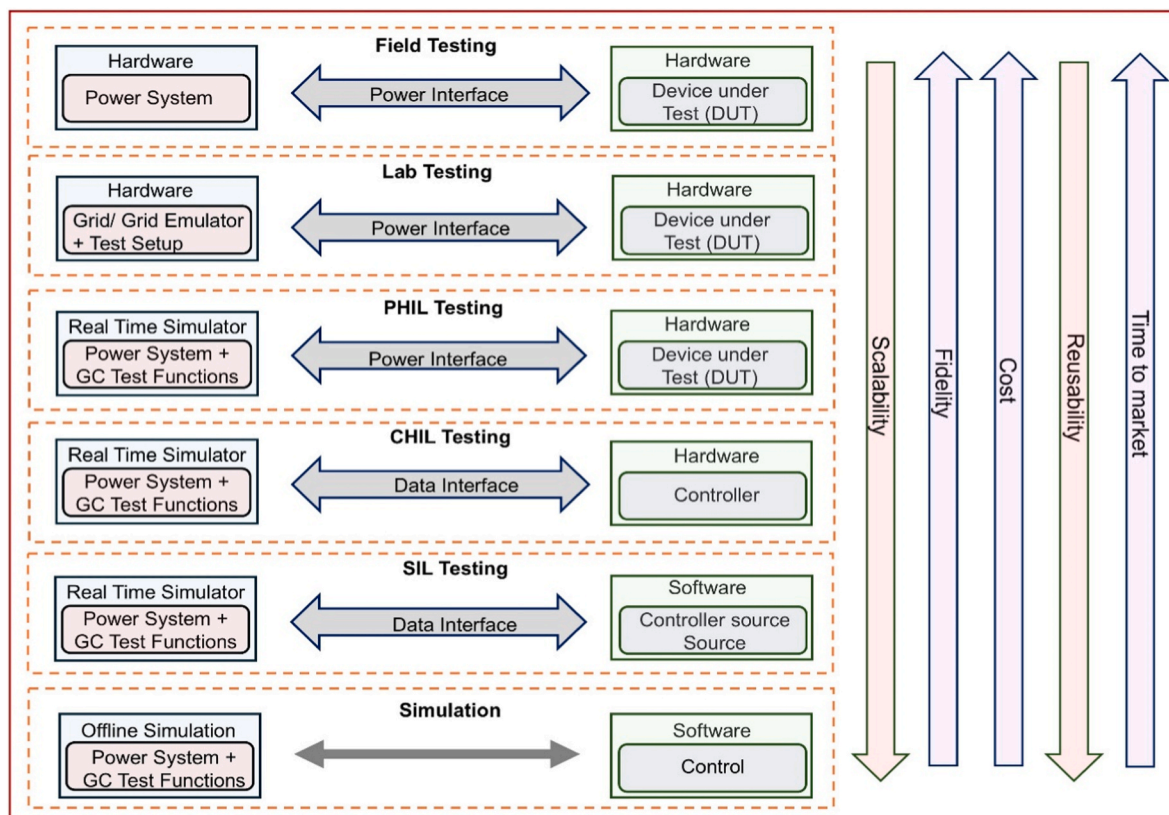 Field Testing
Hardware
Power System
Power Interface
Hardware
Device under
Test (DUT)
Lab Testing
Hardware
Grid/ Grid Emulator
+ Test Setup
Power Interface
Hardware
Device under
Test (DUT)
PHIL Testing
Real Time Simulator
Power System +
GC Test Functions
Power Interface
Hardware
Device under
Test (DUT)
CHIL Testing
Real Time Simulator
Power System +
GC Test Functions
Data Interface
Hardware
Controller
SIL Testing
Real Time Simulator
Power System +
GC Test Functions
Data Interface
Software
Controller source
Source
Simulation
Offline Simulation
Power System +
GC Test Functions
Software
Control
Scalability
Fidelity
Cost
Reusability
Time to market